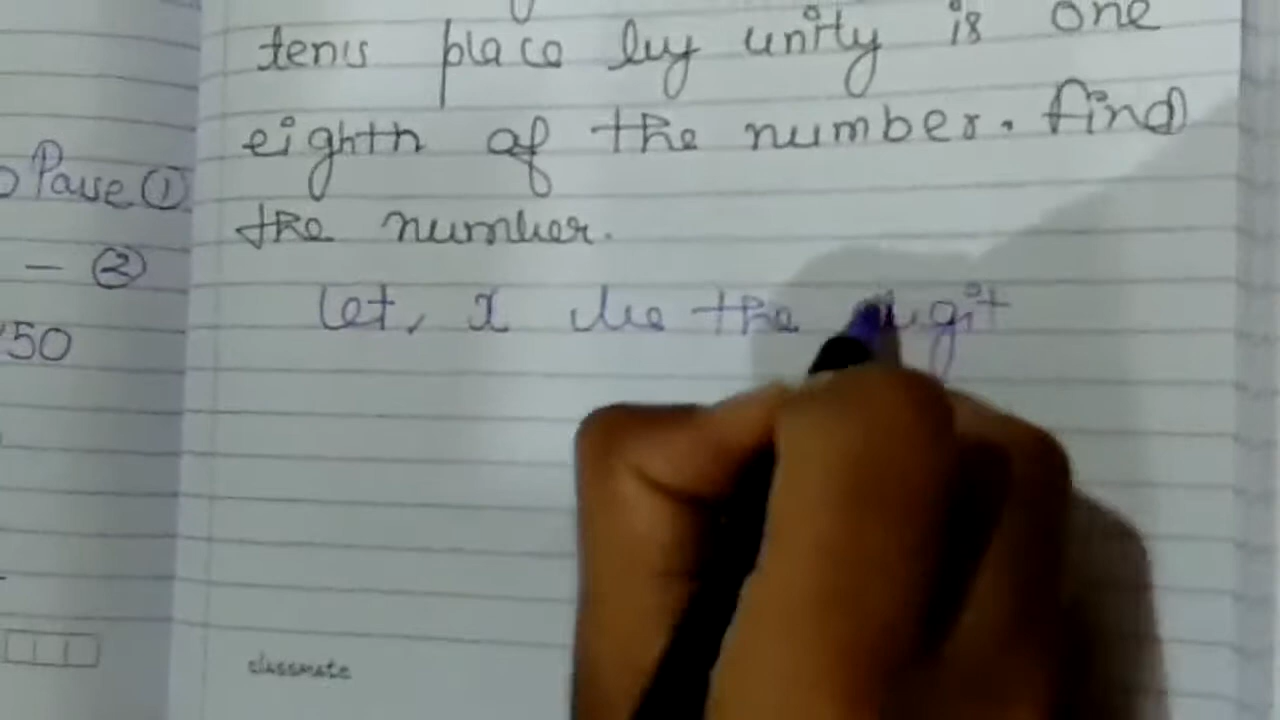 tens place by unity is one
eighth of the number. find
the number.
let, x be the digit
Pause ①
- ②
50
classmate